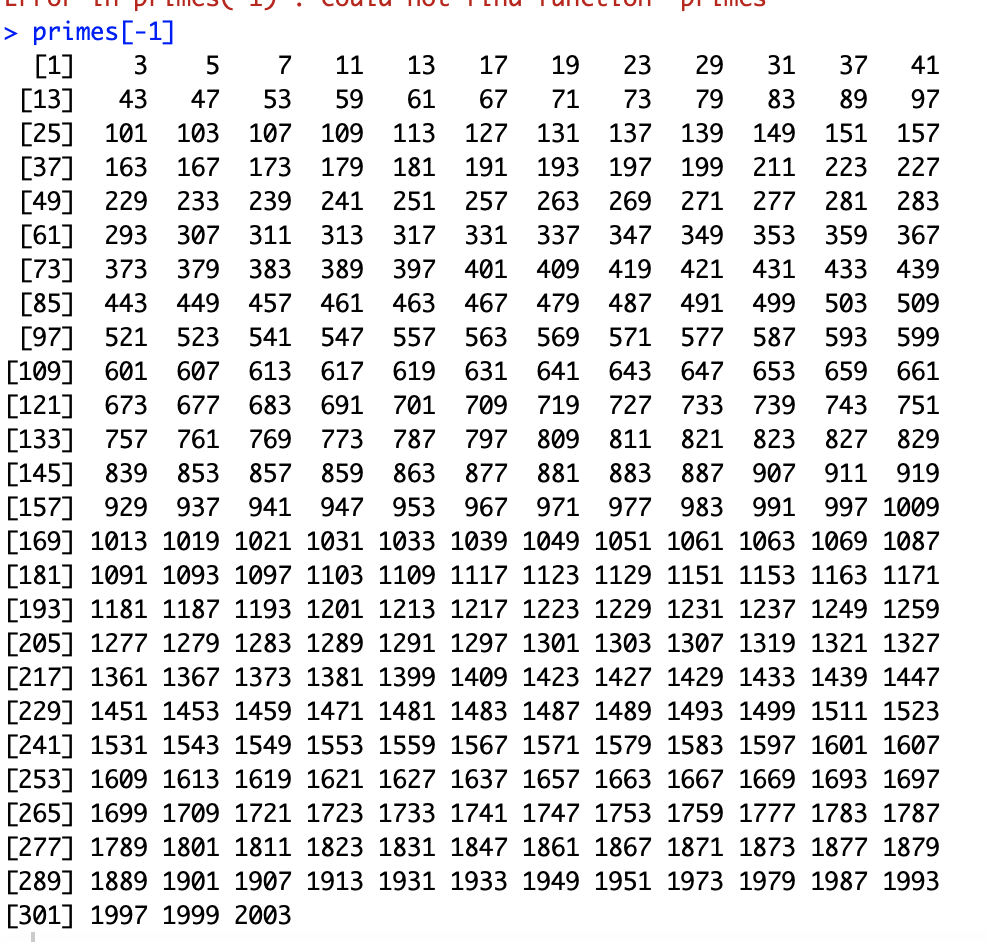 Error in primes(-1) : could not find function "primes"
> primes[-1]
[1] 3 5 7 11 13 17 19 23 29 31 37 41
[13] 43 47 53 59 61 67 71 73 79 83 89 97
[25] 101 103 107 109 113 127 131 137 139 149 151 157
[37] 163 167 173 179 181 191 193 197 199 211 223 227
[49] 229 233 239 241 251 257 263 269 271 277 281 283
[61] 293 307 311 313 317 331 337 347 349 353 359 367
[73] 373 379 383 389 397 401 409 419 421 431 433 439
[85] 443 449 457 461 463 467 479 487 491 499 503 509
[97] 521 523 541 547 557 563 569 571 577 587 593 599
[109] 601 607 613 617 619 631 641 643 647 653 659 661
[121] 673 677 683 691 701 709 719 727 733 739 743 751
[133] 757 761 769 773 787 797 809 811 821 823 827 829
[145] 839 853 857 859 863 877 881 883 887 907 911 919
[157] 929 937 941 947 953 967 971 977 983 991 997 1009
[169] 1013 1019 1021 1031 1033 1039 1049 1051 1061 1063 1069 1087
[181] 1091 1093 1097 1103 1109 1117 1123 1129 1151 1153 1163 1171
[193] 1181 1187 1193 1201 1213 1217 1223 1229 1231 1237 1249 1259
[205] 1277 1279 1283 1289 1291 1297 1301 1303 1307 1319 1321 1327
[217] 1361 1367 1373 1381 1399 1409 1423 1427 1429 1433 1439 1447
[229] 1451 1453 1459 1471 1481 1483 1487 1489 1493 1499 1511 1523
[241] 1531 1543 1549 1553 1559 1567 1571 1579 1583 1597 1601 1607
[253] 1609 1613 1619 1621 1627 1637 1657 1663 1667 1669 1693 1697
[265] 1699 1709 1721 1723 1733 1741 1747 1753 1759 1777 1783 1787
[277] 1789 1801 1811 1823 1831 1847 1861 1867 1871 1873 1877 1879
[289] 1889 1901 1907 1913 1931 1933 1949 1951 1973 1979 1987 1993
[301] 1997 1999 2003